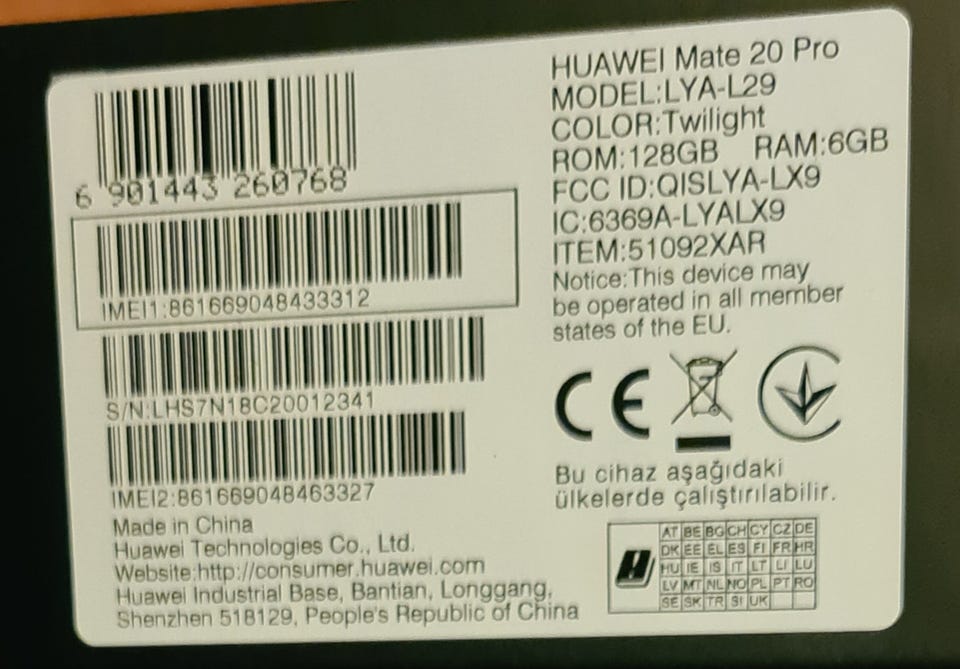 6 901443 260768
IMEI1:861669048433312
S/N:LHS7N18C20012341
IMEI2:861669048463327
Made in China
Huawei Technologies Co., Ltd.
Website:http://consumer.huawei.com
Huawei Industrial Base, Bantian, Longgang,
Shenzhen 518129, People's Republic of China
HUAWEI Mate 20 Pro
MODEL:LYA-L29
COLOR:Twilight
ROM:128GB RAM:6GB
FCC ID:QISLYA-LX9
IC:6369A-LYALX9
ITEM:51092XAR
Notice:This device may
be operated in all member
states of the EU.
CE
Bu cihaz aşağıdaki
ülkelerde çalıştırılabilir.
AT BE BG CH CY CZ DE
DK EE EL ES FI FR HR
HU IE IS IT LT LI LU
LV MT NL NO PL PT RO
SE SK TR SI UK